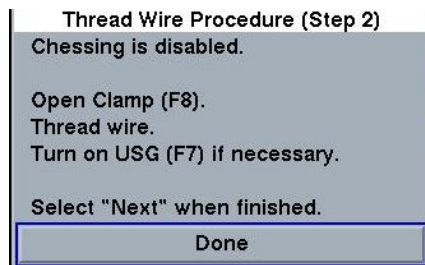 Thread Wire Procedure (Step 2)
Chessing is disabled.
Open Clamp (F8).
Thread wire.
Turn on USG (F7) if necessary.
Select "Next" when finished.
Done